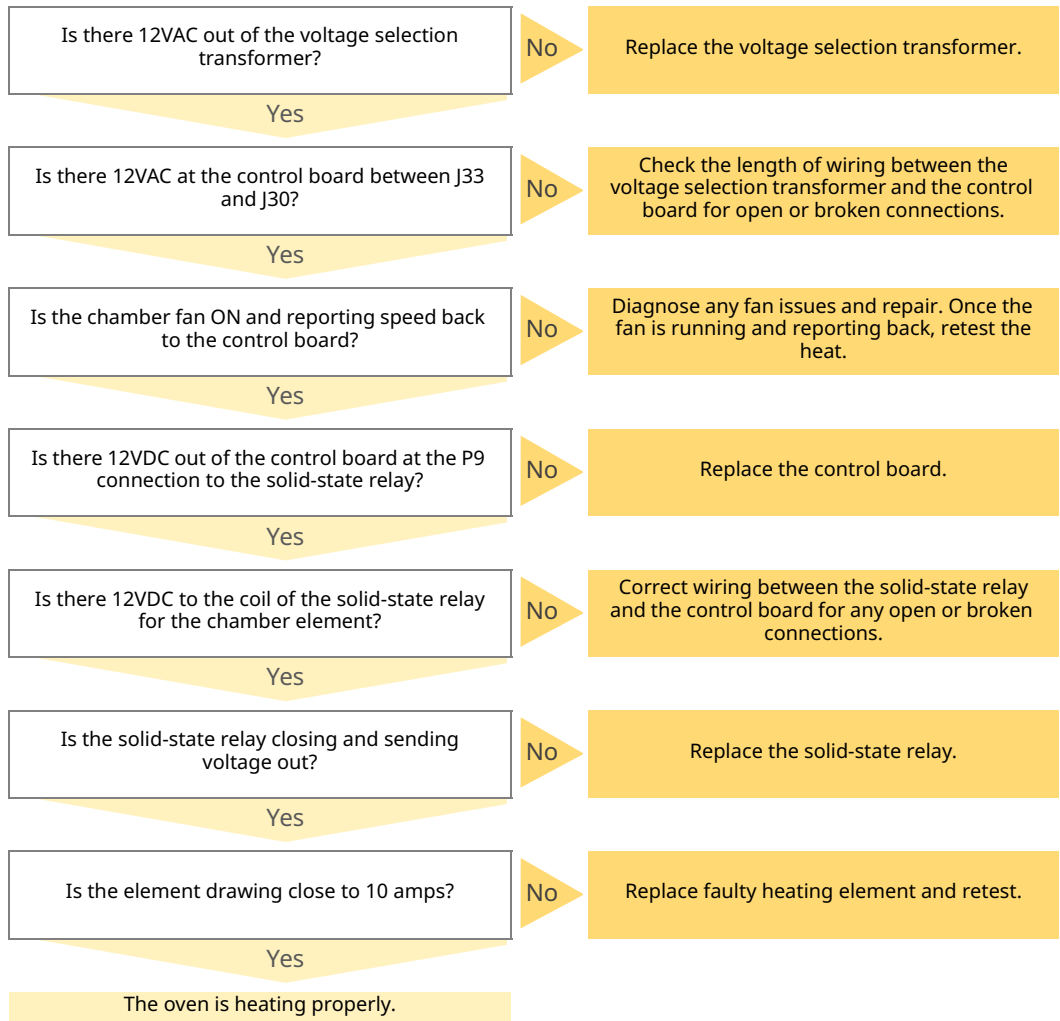 Is there 12VAC out of the voltage selection
transformer?
No
Replace the voltage selection transformer.
Yes
Is there 12VAC at the control board between J33
and J30?
No
Check the length of wiring between the
voltage selection transformer and the control
board for open or broken connections.
Yes
Is the chamber fan ON and reporting speed back
to the control board?
No
Diagnose any fan issues and repair. Once the
fan is running and reporting back, retest the
heat.
Yes
Is there 12VDC out of the control board at the P9
connection to the solid-state relay?
No
Replace the control board.
Yes
Is there 12VDC to the coil of the solid-state relay
for the chamber element?
No
Correct wiring between the solid-state relay
and the control board for any open or broken
connections.
Yes
Is the solid-state relay closing and sending
voltage out?
No
Replace the solid-state relay.
Yes
Is the element drawing close to 10 amps?
No
Replace faulty heating element and retest.
Yes
The oven is heating properly.